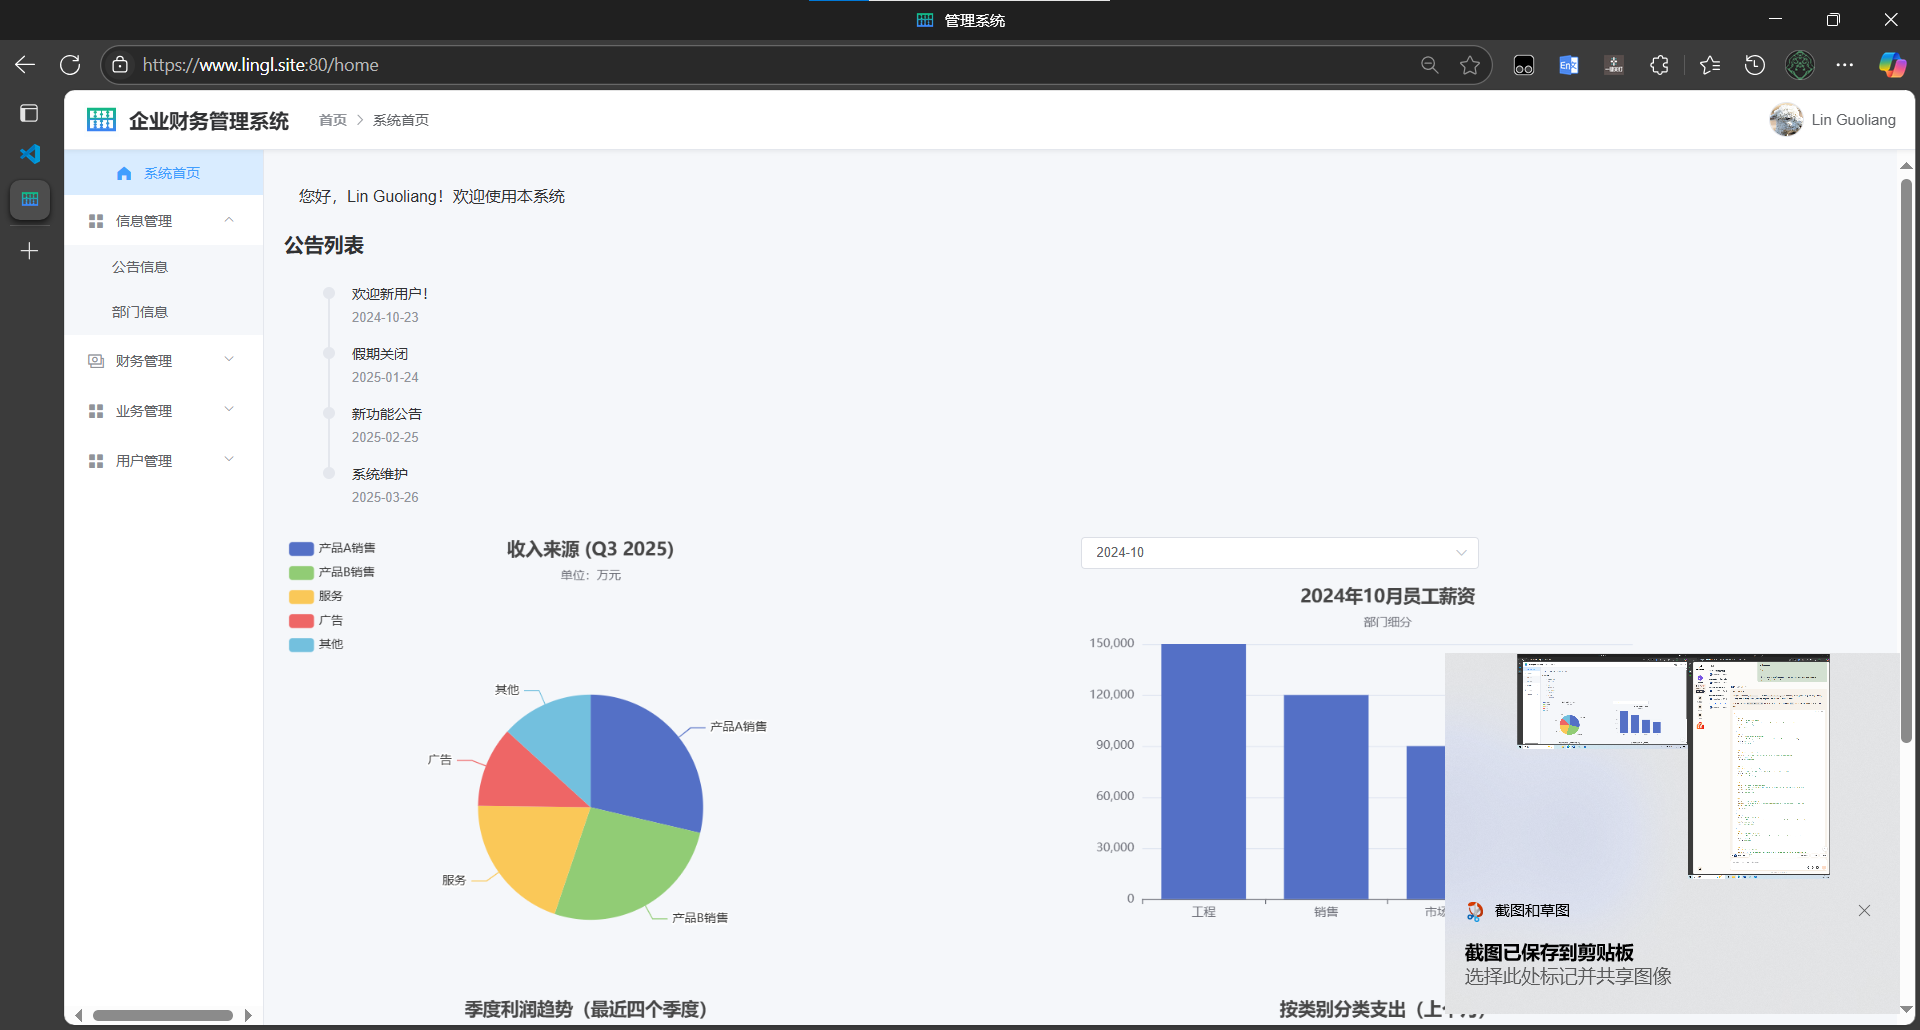 管理系统
https://www.lingl.site:80/home
企业财务管理系统
首页 > 系统首页
Lin Guoliang
系统首页
信息管理
公告信息
部门信息
财务管理
业务管理
用户管理
您好，Lin Guoliang！欢迎使用本系统
公告列表
欢迎新用户！
2024-10-23
假期关闭
2025-01-24
新功能公告
2025-02-25
系统维护
2025-03-26
产品A销售
产品B销售
服务
广告
其他
收入来源 (Q3 2025)
单位：万元
其他
产品A销售
广告
服务
产品B销售
2024-10
2024年10月员工薪资
部门细分
150,000
120,000
90,000
60,000
30,000
0
工程
销售
市场
季度利润趋势（最近四个季度）
按类别分类支出（上个月）
截图和草图
截图已保存到剪贴板
选择此处标记并共享图像